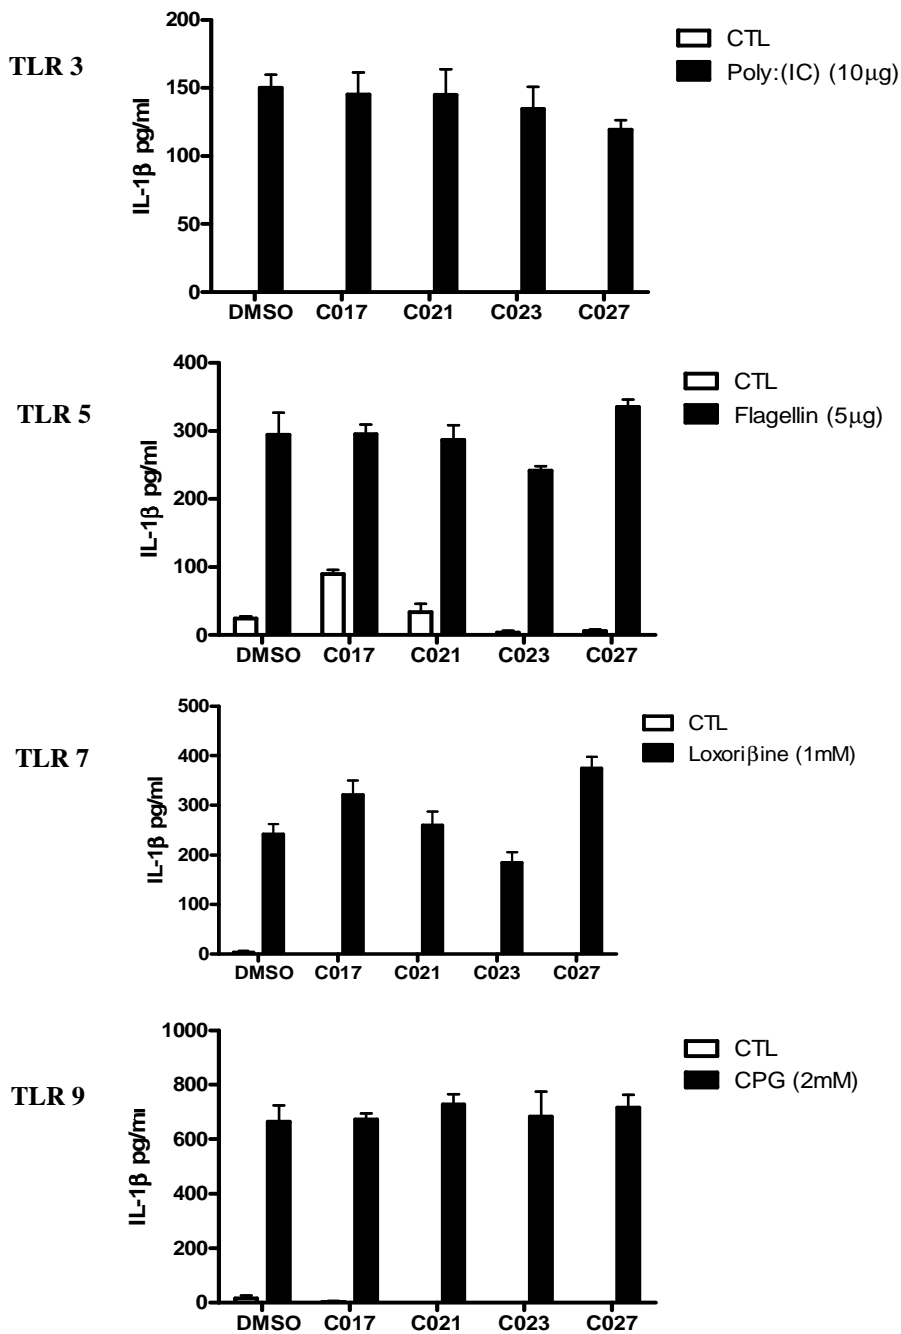 TLR 3
IL-1β pg/ml
200
150
100
50
0
DMSO C017 C021 C023 C027
CTL
Poly:(IC) (10μg)
TLR 5
IL-1β pg/ml
400
300
200
100
0
DMSO C017 C021 C023 C027
CTL
Flagellin (5μg)
TLR 7
IL-1β pg/ml
500
400
300
200
100
0
DMSO C017 C021 C023 C027
CTL
Loxoriβine (1mM)
TLR 9
IL-1β pg/ml
1000
800
600
400
200
0
DMSO C017 C021 C023 C027
CTL
CPG (2mM)